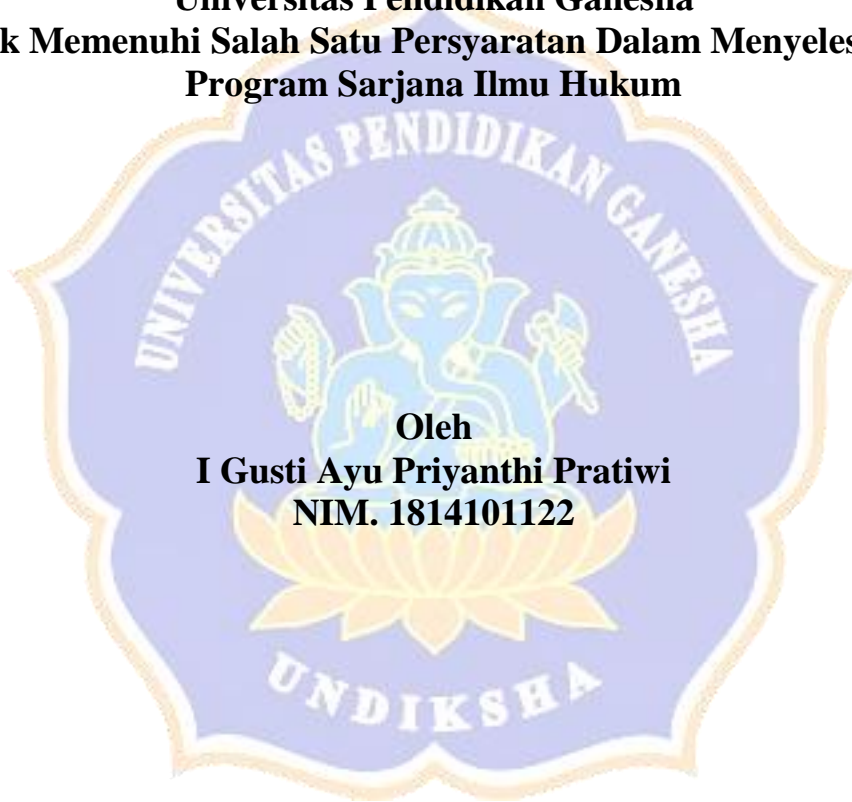 Universitas Pendidikan Ganesha
k Memenuhi Salah Satu Persyaratan Dalam Menyeles
Program Sarjana Ilmu Hukum
UNIVERSITAS PENDIDIKAN GANESHA
Oleh
I Gusti Ayu Priyanthi Pratiwi
NIM. 1814101122
UNDIKSHA